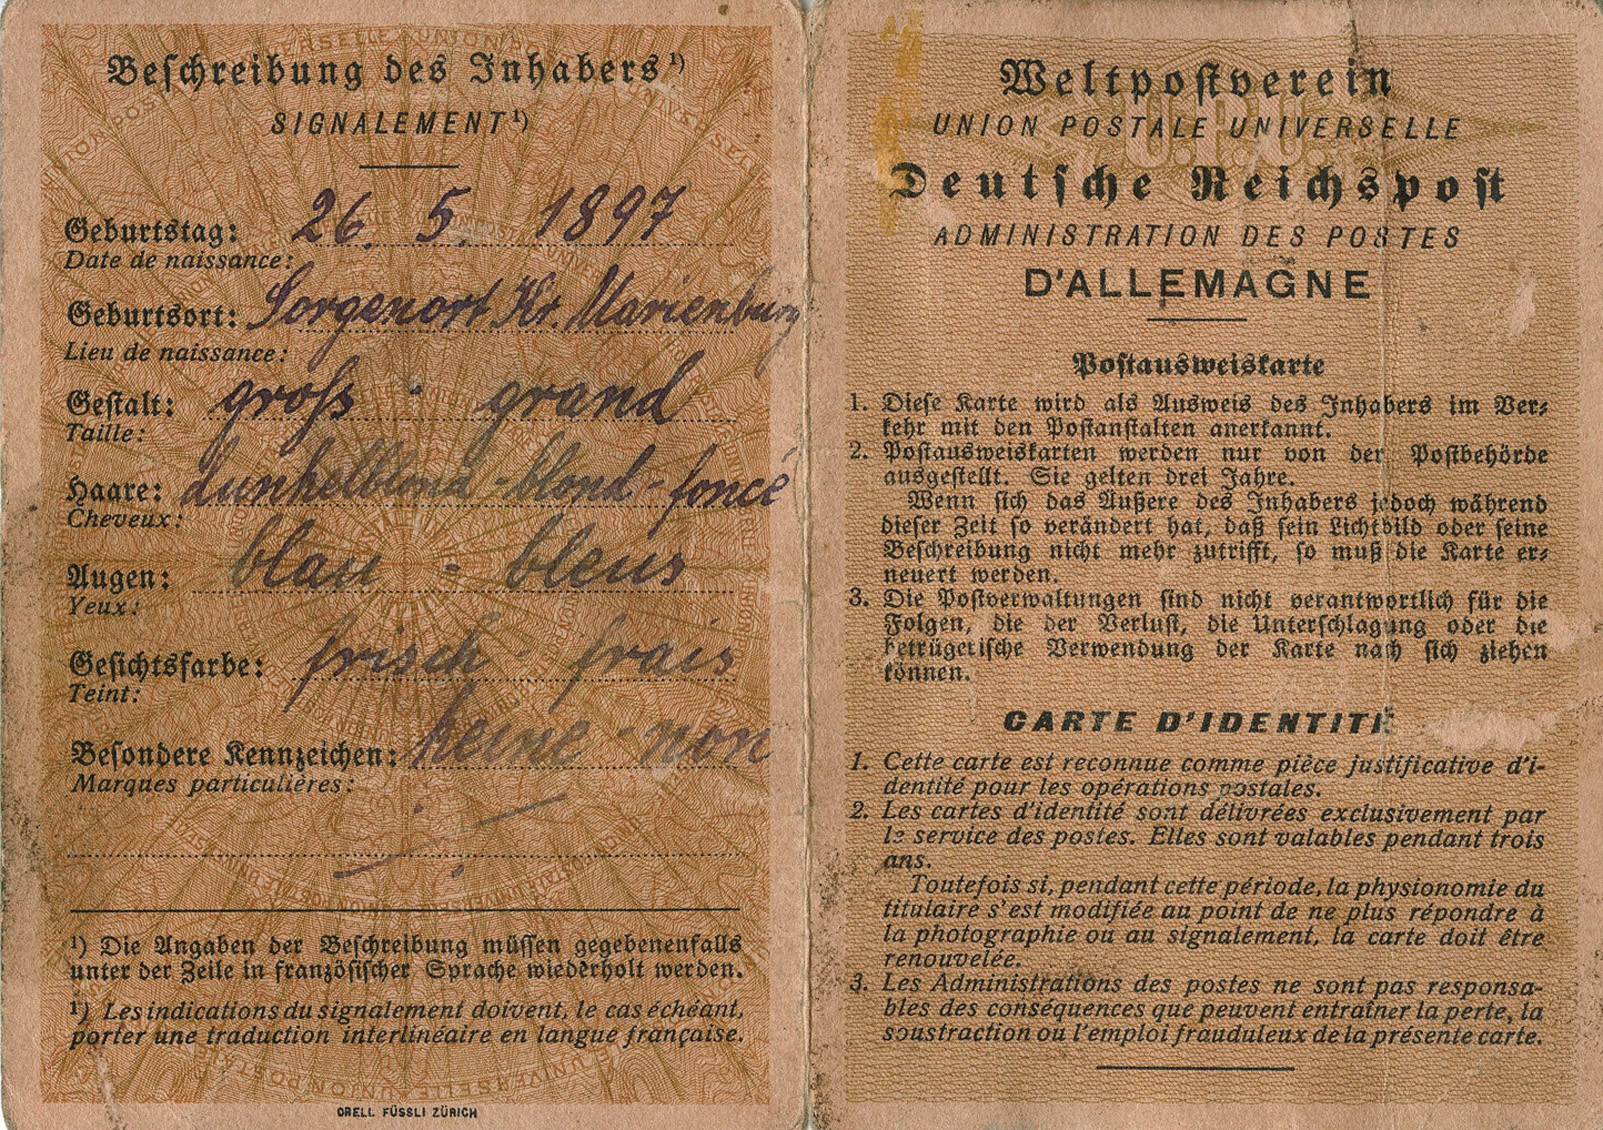 Beschreibung des Inhabers ¹)
SIGNALEMENT ¹)
Geburtstag: 26. 5. 1897
Date de naissance:
Geburtsort: Sorgenort Kr. Marienburg
Lieu de naissance:
Gestalt: gross - grand
Taille:
Haare: dunkelblond - blond - foncé
Cheveux:
Augen: blau - bleus
Yeux:
Gesichtsfarbe: frisch - frais
Teint:
Besondere Kennzeichen: keine - non
Marques particulières:
¹) Die Angaben der Beschreibung müssen gegebenenfalls
unter der Zeile in französischer Sprache wiederholt werden.
¹) Les indications du signalement doivent, le cas échéant,
porter une traduction interlinéaire en langue française.
ORELL FÜSSLI ZÜRICH
Weltpostverein
UNION POSTALE UNIVERSELLE
U.P.U.
Deutsche Reichspost
ADMINISTRATION DES POSTES
D'ALLEMAGNE
Postausweiskarte
1. Diese Karte wird als Ausweis des Inhabers im Ver-
kehr mit den Postanstalten anerkannt.
2. Postausweiskarten werden nur von der Postbehörde
ausgestellt. Sie gelten drei Jahre.
Wenn sich das Äußere des Inhabers jedoch während
dieser Zeit so verändert hat, daß sein Lichtbild oder seine
Beschreibung nicht mehr zutrifft, so muß die Karte er-
neuert werden.
3. Die Postverwaltungen sind nicht verantwortlich für die
Folgen, die der Verlust, die Unterschlagung oder die
betrügerische Verwendung der Karte nach sich ziehen
können.
CARTE D'IDENTITÉ
1. Cette carte est reconnue comme pièce justificative d'i-
dentité pour les opérations postales.
2. Les cartes d'identité sont délivrées exclusivement par
le service des postes. Elles sont valables pendant trois
ans.
Toutefois si, pendant cette période, la physionomie du
titulaire s'est modifiée au point de ne plus répondre à
la photographie ou au signalement, la carte doit être
renouvelée.
3. Les Administrations des postes ne sont pas responsa-
bles des conséquences que peuvent entraîner la perte, la
soustraction ou l'emploi frauduleux de la présente carte.